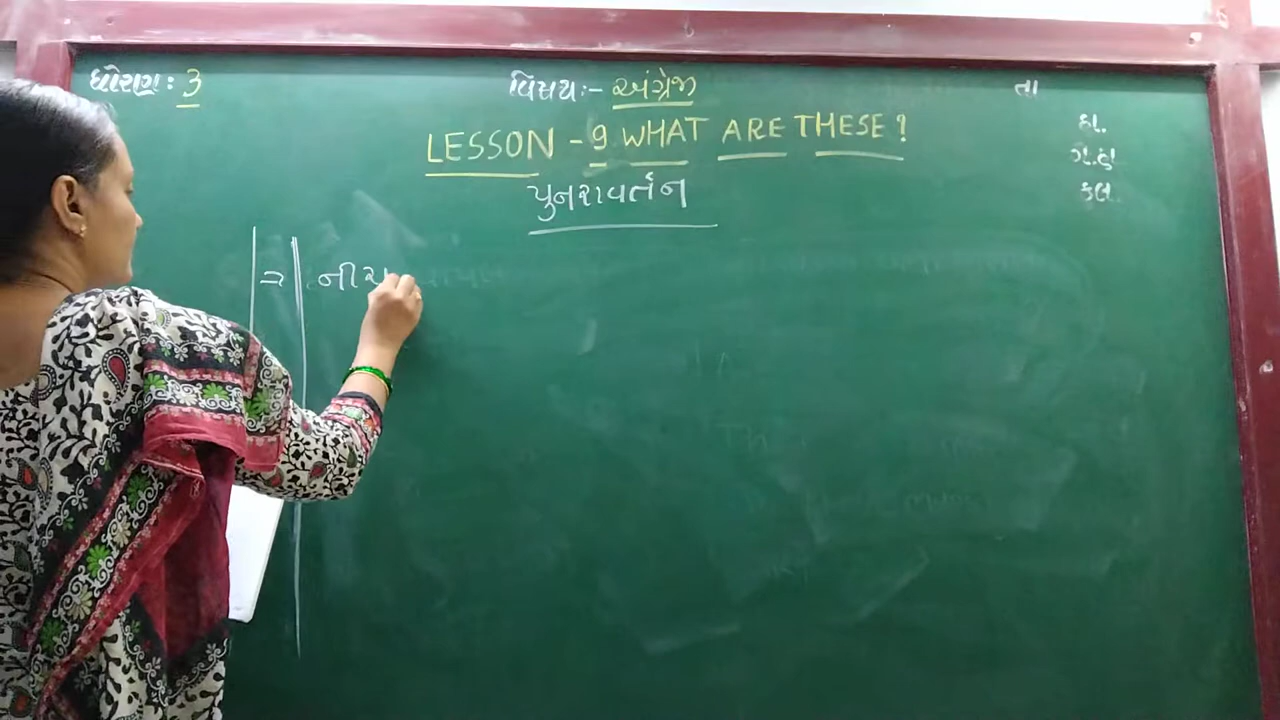 ધોરણ : 3 વિષય :- અંગ્રેજી તા
LESSON - 9 WHAT ARE THESE ?
હા.
ગે.હા
પુનરાવર્તન
કુલ
=> નીચ